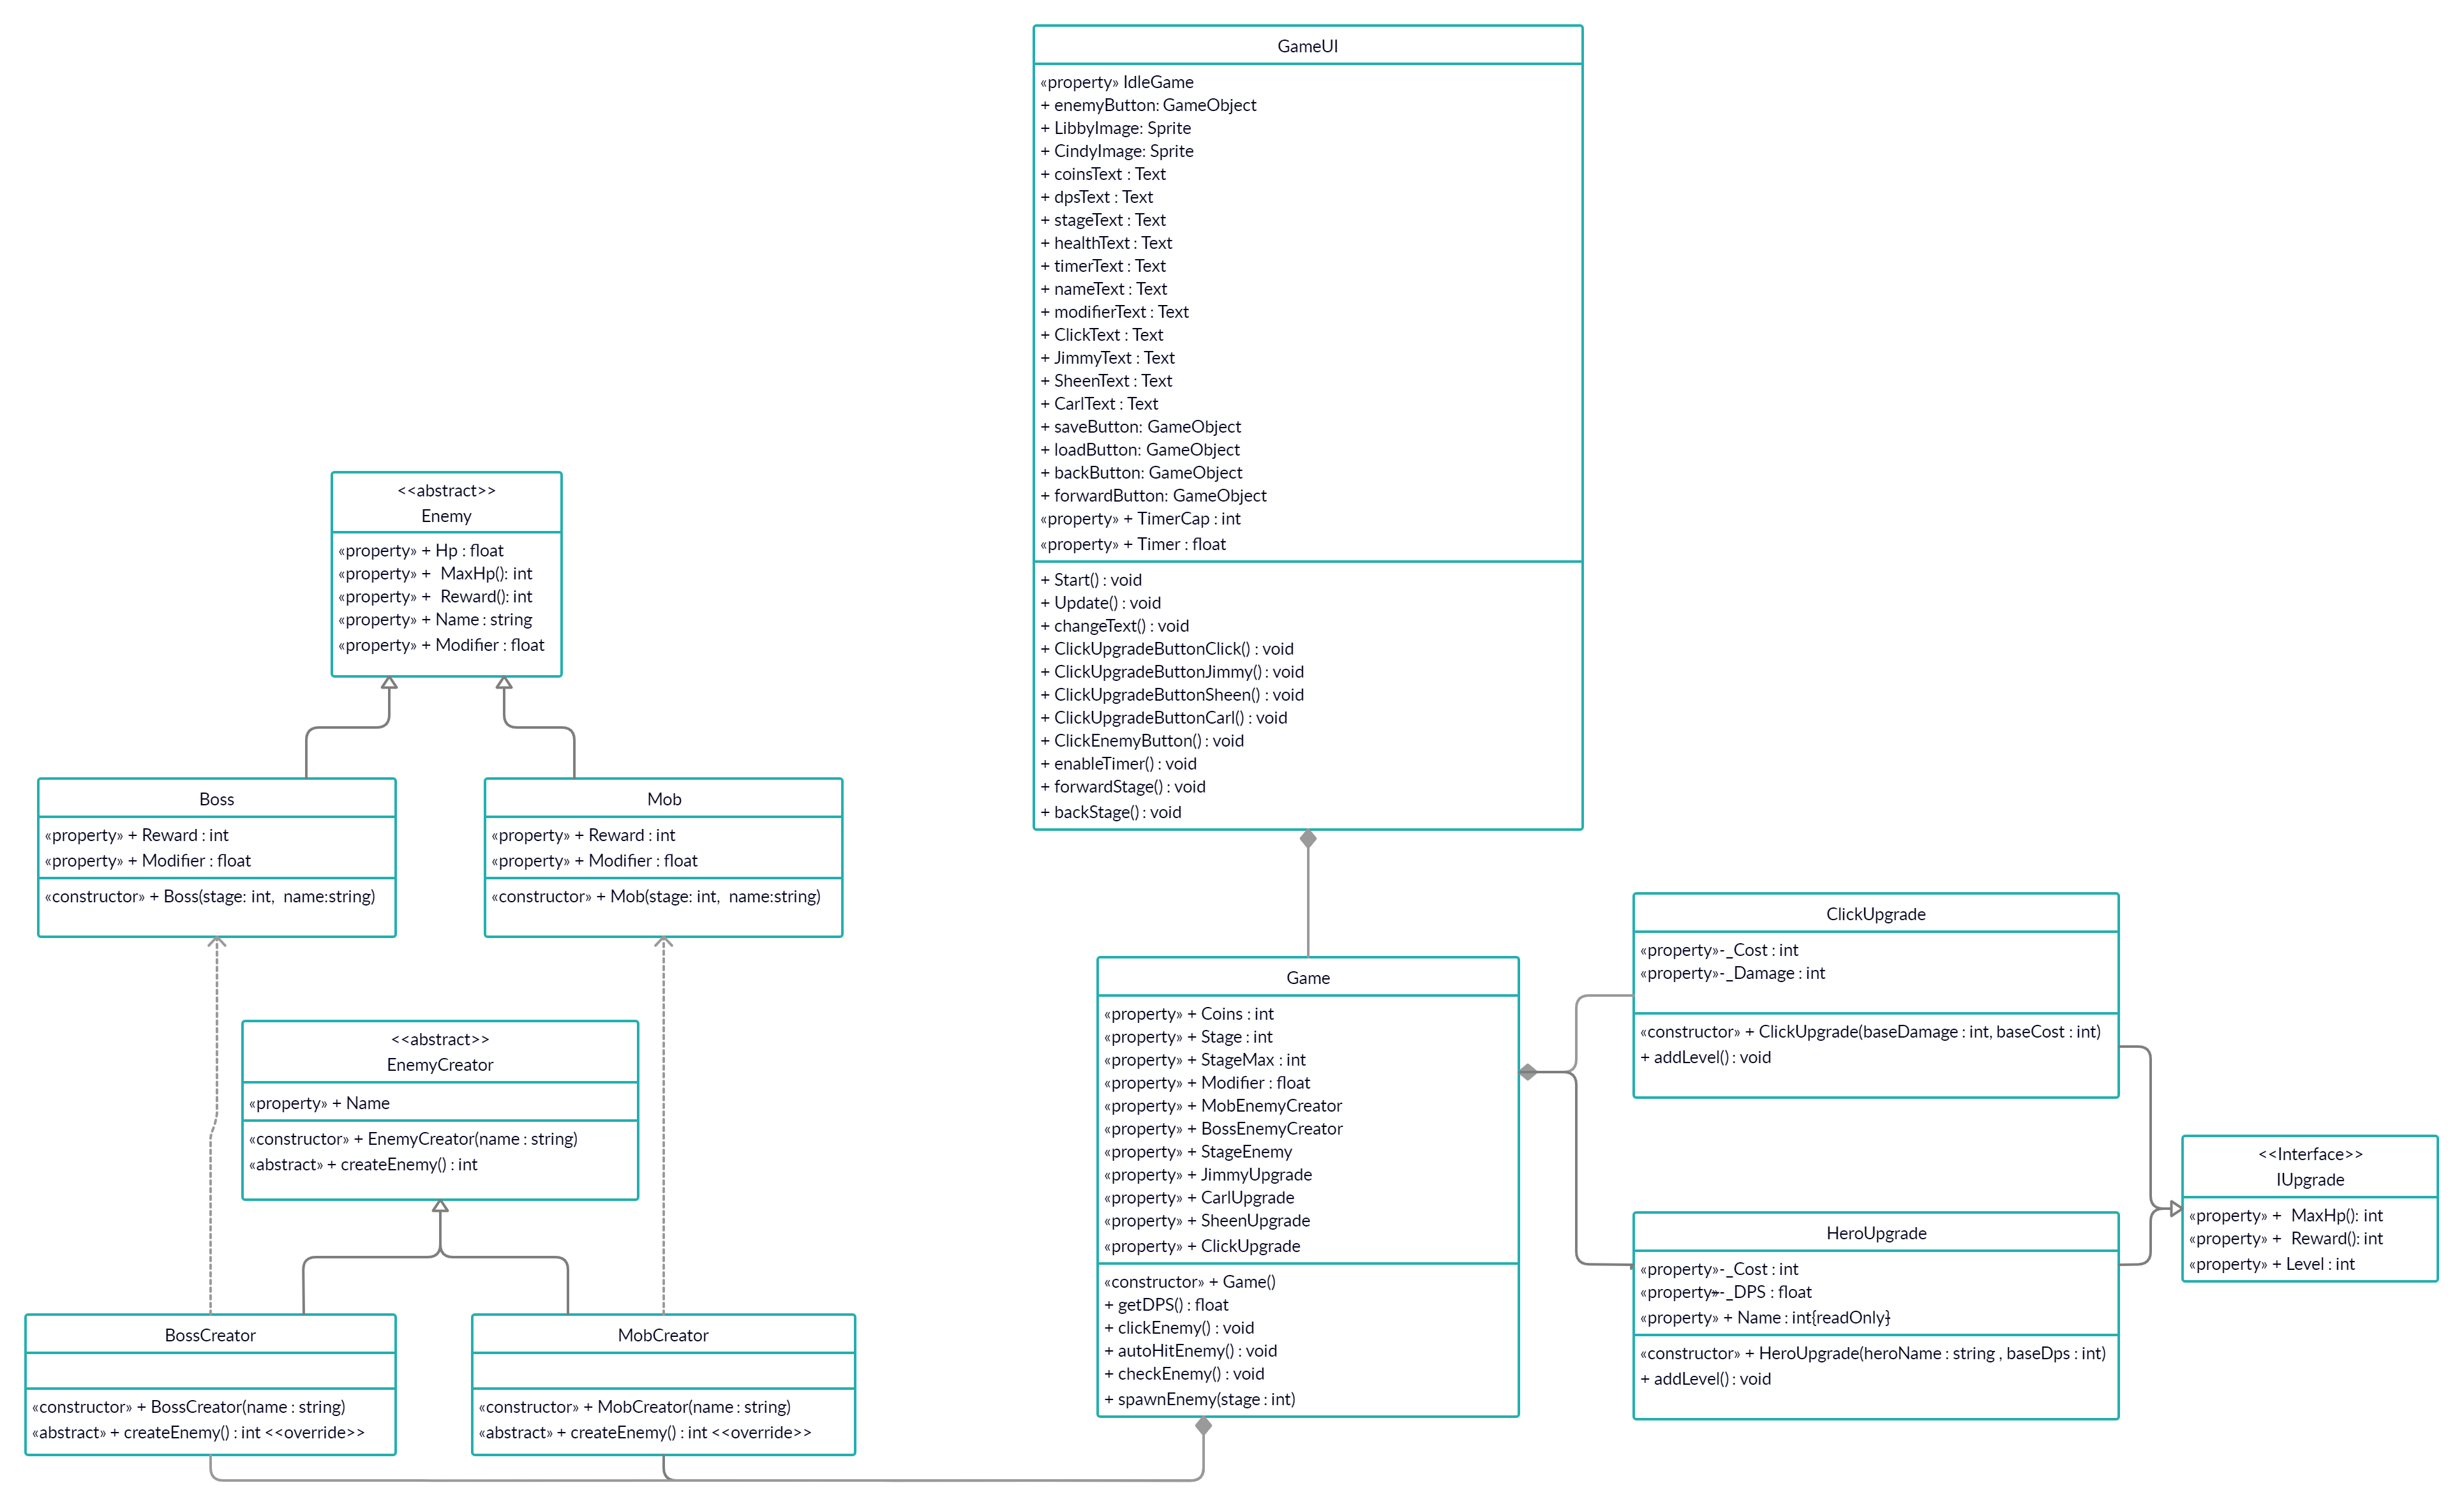 GameUI
«property» IdleGame
+ enemyButton: GameObject
+ LibbyImage: Sprite
+ CindyImage: Sprite
+ coinsText : Text
+ dpsText : Text
+ stageText : Text
+ healthText : Text
+ timerText : Text
+ nameText : Text
+ modifierText : Text
+ ClickText : Text
+ JimmyText : Text
+ SheenText : Text
+ CarlText : Text
+ saveButton: GameObject
+ loadButton: GameObject
+ backButton: GameObject
+ forwardButton: GameObject
«property» + TimerCap : int
«property» + Timer : float
+ Start() : void
+ Update() : void
+ changeText() : void
+ ClickUpgradeButtonClick() : void
+ ClickUpgradeButtonJimmy() : void
+ ClickUpgradeButtonSheen() : void
+ ClickUpgradeButtonCarl() : void
+ ClickEnemyButton() : void
+ enableTimer() : void
+ forwardStage() : void
+ backStage() : void
<<abstract>>
Enemy
«property» + Hp : float
«property» +  MaxHp(): int
«property» +  Reward(): int
«property» + Name : string
«property» + Modifier : float
Boss
«property» + Reward : int
«property» + Modifier : float
«constructor» + Boss(stage: int,  name:string)
Mob
«property» + Reward : int
«property» + Modifier : float
«constructor» + Mob(stage: int,  name:string)
<<abstract>>
EnemyCreator
«property» + Name
«constructor» + EnemyCreator(name : string)
«abstract» + createEnemy() : int
BossCreator
«constructor» + BossCreator(name : string)
«abstract» + createEnemy() : int <<override>>
MobCreator
«constructor» + MobCreator(name : string)
«abstract» + createEnemy() : int <<override>>
Game
«property» + Coins : int
«property» + Stage : int
«property» + StageMax : int
«property» + Modifier : float
«property» + MobEnemyCreator
«property» + BossEnemyCreator
«property» + StageEnemy
«property» + JimmyUpgrade
«property» + CarlUpgrade
«property» + SheenUpgrade
«property» + ClickUpgrade
«constructor» + Game()
+ getDPS() : float
+ clickEnemy() : void
+ autoHitEnemy() : void
+ checkEnemy() : void
+ spawnEnemy(stage : int)
ClickUpgrade
«property»-_Cost : int
«property»-_Damage : int
«constructor» + ClickUpgrade(baseDamage : int, baseCost : int)
+ addLevel() : void
HeroUpgrade
«property»-_Cost : int
«property»-_DPS : float
«property» + Name : int{readOnly}
«constructor» + HeroUpgrade(heroName : string , baseDps : int)
+ addLevel() : void
<<Interface>>
IUpgrade
«property» +  MaxHp(): int
«property» +  Reward(): int
«property» + Level : int